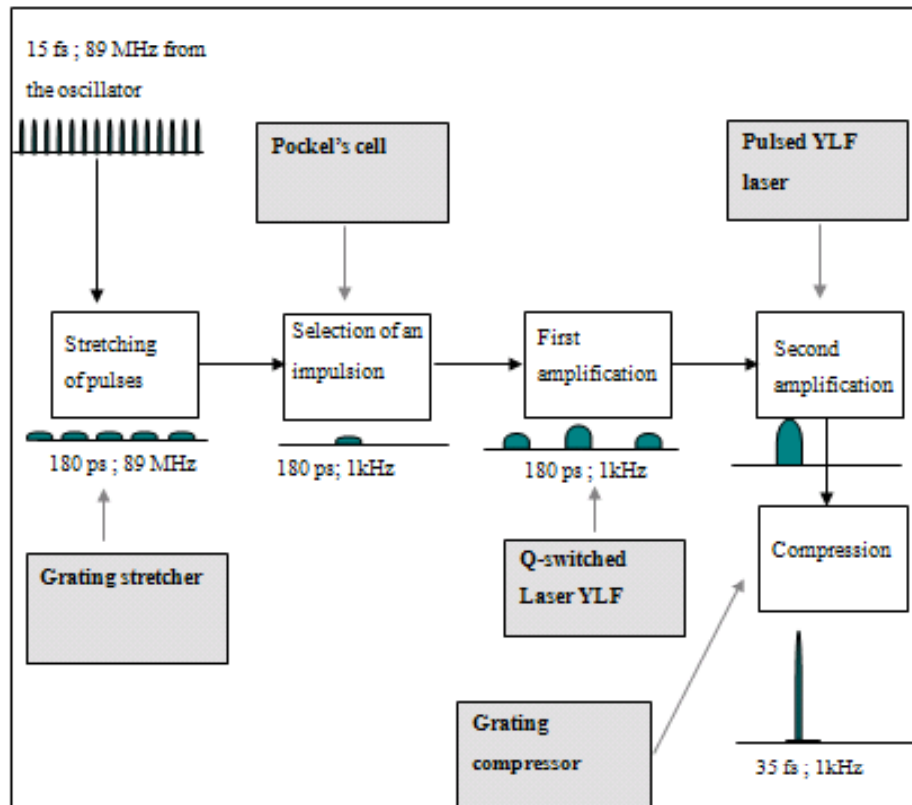 15 fs ; 89 MHz from
the oscillator
Pockel's cell
Pulsed YLF
laser
Stretching
of pulses
Selection of an
impulsion
First
amplification
Second
amplification
180 ps ; 89 MHz
180 ps; 1kHz
180 ps ; 1kHz
Grating stretcher
Q-switched
Laser YLF
Compression
Grating
compressor
35 fs ; 1kHz